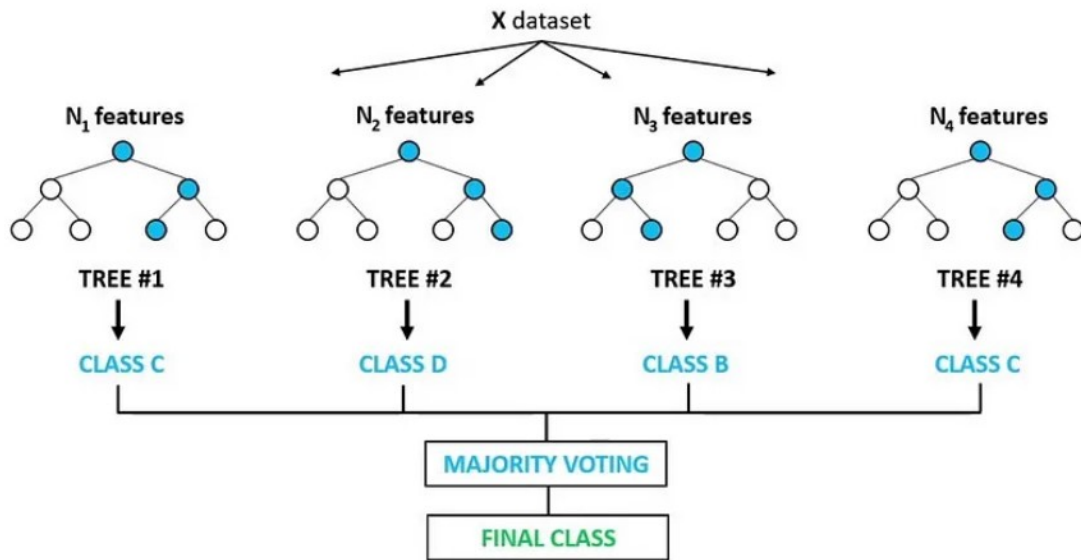 X dataset
N₁ features
N₂ features
N₃ features
N₄ features
TREE #1
TREE #2
TREE #3
TREE #4
CLASS C
CLASS D
CLASS B
CLASS C
MAJORITY VOTING
FINAL CLASS